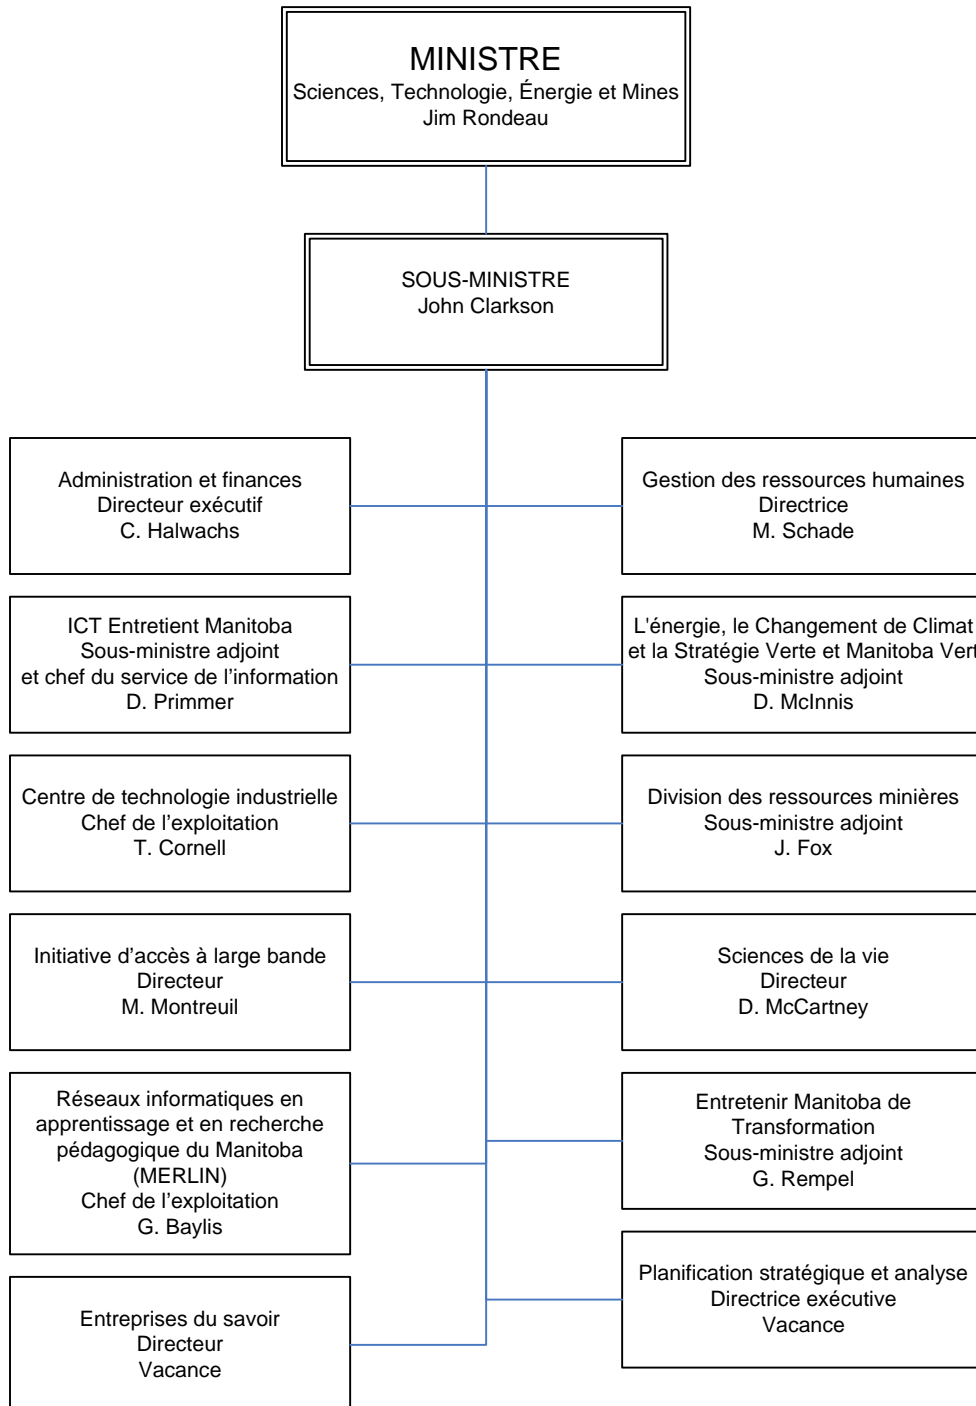 MINISTRE
Sciences, Technologie, Énergie et Mines
Jim Rondeau
SOUS-MINISTRE
John Clarkson
Administration et finances
Directeur exécutif
C. Halwachs
Gestion des ressources humaines
Directrice
M. Schade
ICT Entretient Manitoba
Sous-ministre adjoint
et chef du service de l’information
D. Primmer
L'énergie, le Changement de Climat
et la Stratégie Verte et Manitoba Vert
Sous-ministre adjoint
D. McInnis
Centre de technologie industrielle
Chef de l’exploitation
T. Cornell
Division des ressources minières
Sous-ministre adjoint
J. Fox
Initiative d’accès à large bande
Directeur
M. Montreuil
Sciences de la vie
Directeur
D. McCartney
Réseaux informatiques en
apprentissage et en recherche
pédagogique du Manitoba
(MERLIN)
Chef de l’exploitation
G. Baylis
Entretenir Manitoba de
Transformation
Sous-ministre adjoint
G. Rempel
Entreprises du savoir
Directeur
Vacance
Planification stratégique et analyse
Directrice exécutive
Vacance